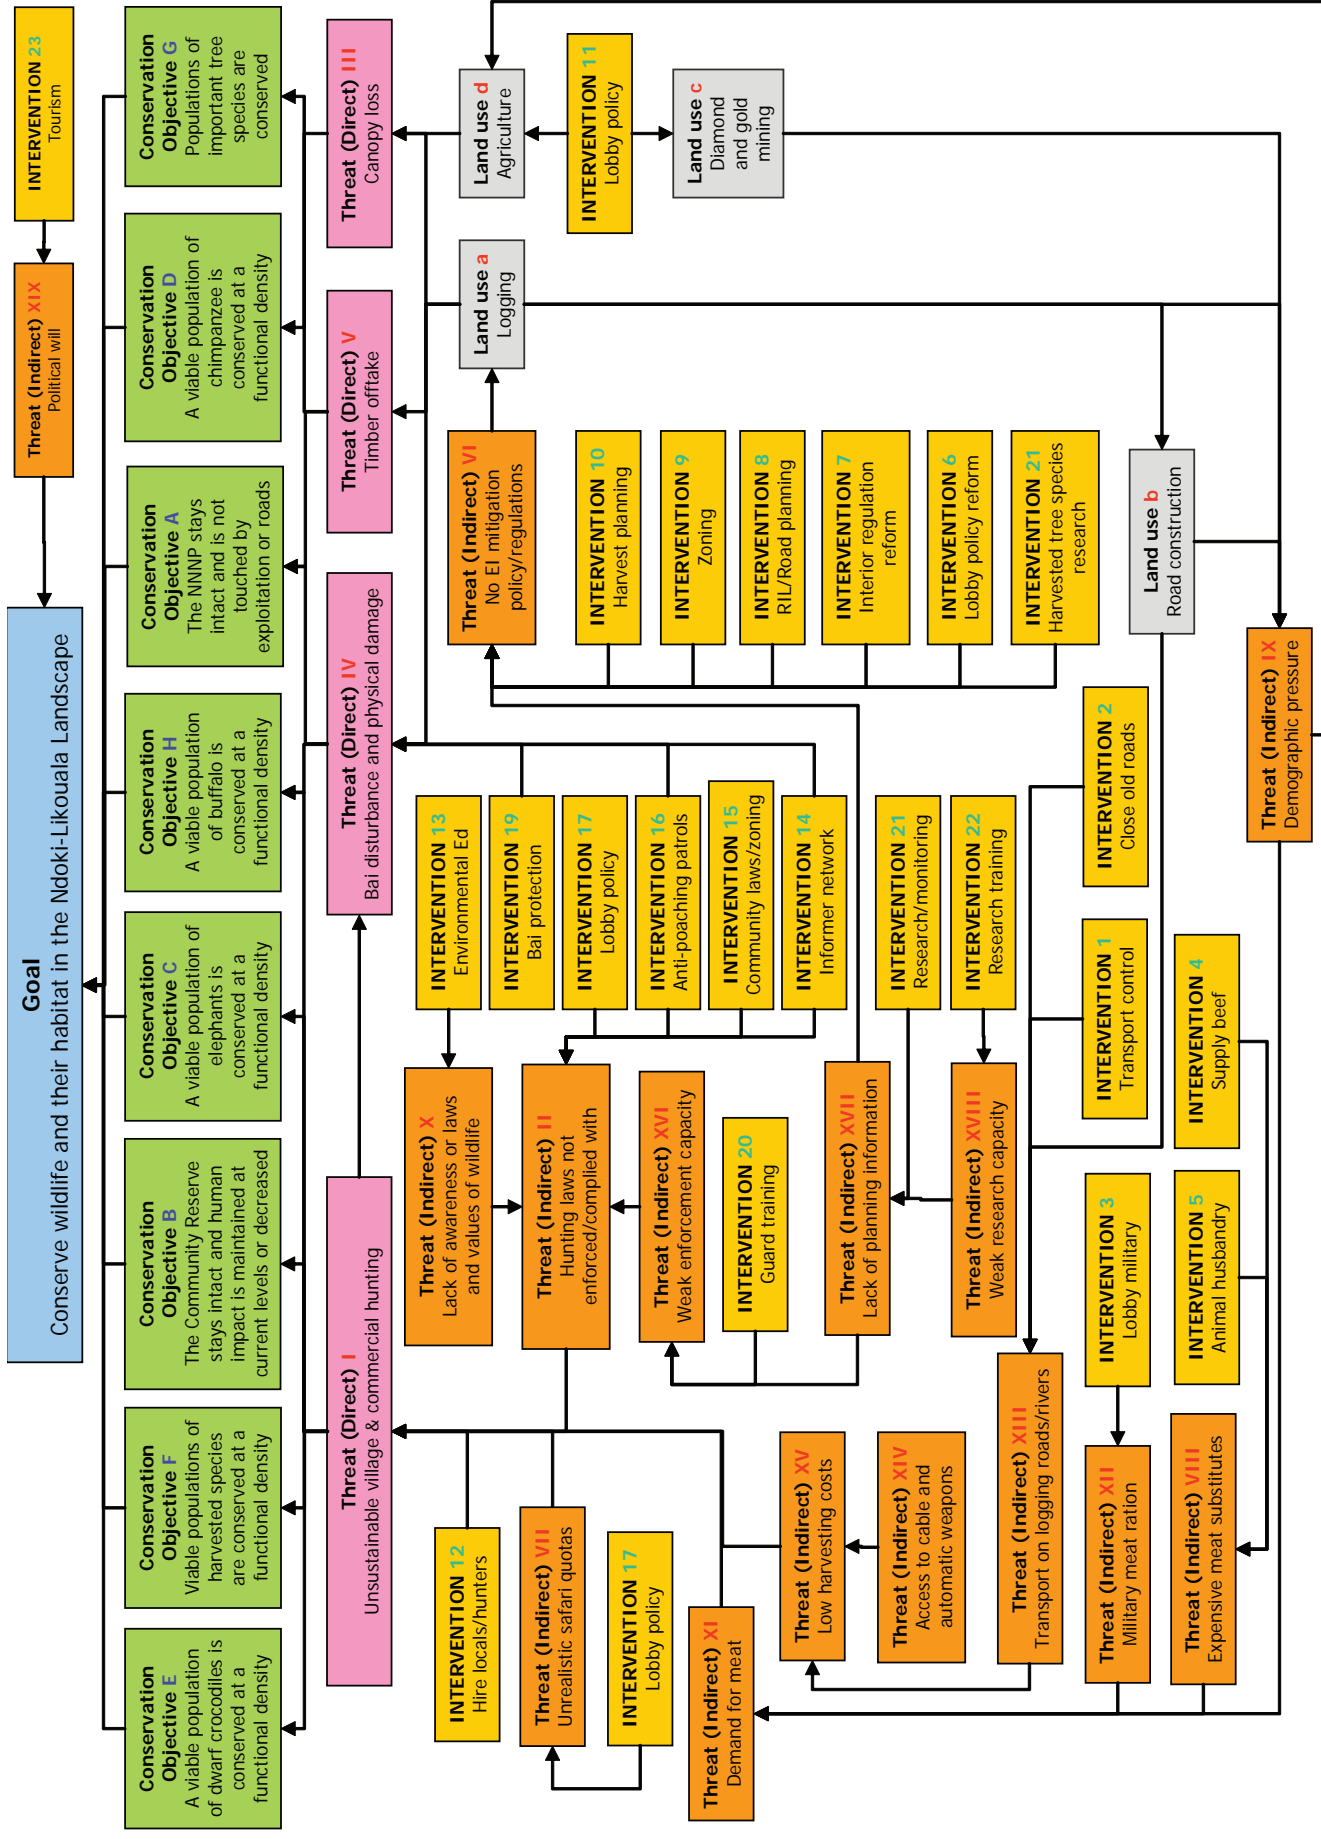 Goal
Conserve wildlife and their habitat in the Ndoki-Likouala Landscape
Threat (Indirect) XIX
Political will
INTERVENTION 23
Tourism
Conservation
Objective E
A viable population
of dwarf crocodiles is
conserved at a
functional density
Conservation
Objective F
Viable populations of
harvested species
are conserved at a
functional density
Conservation
Objective B
The Community Reserve
stays intact and human
impact is maintained at
current levels or decreased
Conservation
Objective C
A viable population of
elephants is
conserved at a
functional density
Conservation
Objective H
A viable population
of buffalo is
conserved at a
functional density
Conservation
Objective A
The NNNP stays
intact and is not
touched by
exploitation or roads
Conservation
Objective D
A viable population of
chimpanzee is
conserved at a
functional density
Conservation
Objective G
Populations of
important tree
species are
conserved
Threat (Direct) I
Unsustainable village & commercial hunting
Threat (Direct) IV
Bai disturbance and physical damage
Threat (Direct) V
Timber offtake
Threat (Direct) III
Canopy loss
INTERVENTION 12
Hire locals/hunters
Threat (Indirect) VII
Unrealistic safari quotas
INTERVENTION 17
Lobby policy
Threat (Indirect) XI
Demand for meat
Threat (Indirect) XV
Low harvesting costs
Threat (Indirect) XIV
Access to cable and
automatic weapons
Threat (Indirect) XIII
Transport on logging roads/rivers
Threat (Indirect) XII
Military meat ration
Threat (Indirect) VIII
Expensive meat substitutes
Threat (Indirect) X
Lack of awareness or laws
and values of wildlife
Threat (Indirect) II
Hunting laws not
enforced/complied with
Threat (Indirect) XVI
Weak enforcement capacity
INTERVENTION 20
Guard training
Threat (Indirect) XVII
Lack of planning information
Threat (Indirect) XVIII
Weak research capacity
INTERVENTION 3
Lobby military
INTERVENTION 5
Animal husbandry
INTERVENTION 13
Environmental Ed
INTERVENTION 19
Bai protection
INTERVENTION 17
Lobby policy
INTERVENTION 16
Anti-poaching patrols
INTERVENTION 15
Community laws/zoning
INTERVENTION 14
Informer network
INTERVENTION 21
Research/monitoring
INTERVENTION 22
Research training
INTERVENTION 1
Transport control
INTERVENTION 4
Supply beef
INTERVENTION 2
Close old roads
Threat (Indirect) VI
No EI mitigation
policy/regulations
INTERVENTION 10
Harvest planning
INTERVENTION 9
Zoning
INTERVENTION 8
RIL/Road planning
INTERVENTION 7
Interior regulation
reform
INTERVENTION 6
Lobby policy reform
INTERVENTION 21
Harvested tree species
research
Land use b
Road construction
Threat (Indirect) IX
Demographic pressure
Land use a
Logging
Land use d
Agriculture
INTERVENTION 11
Lobby policy
Land use c
Diamond
and gold
mining